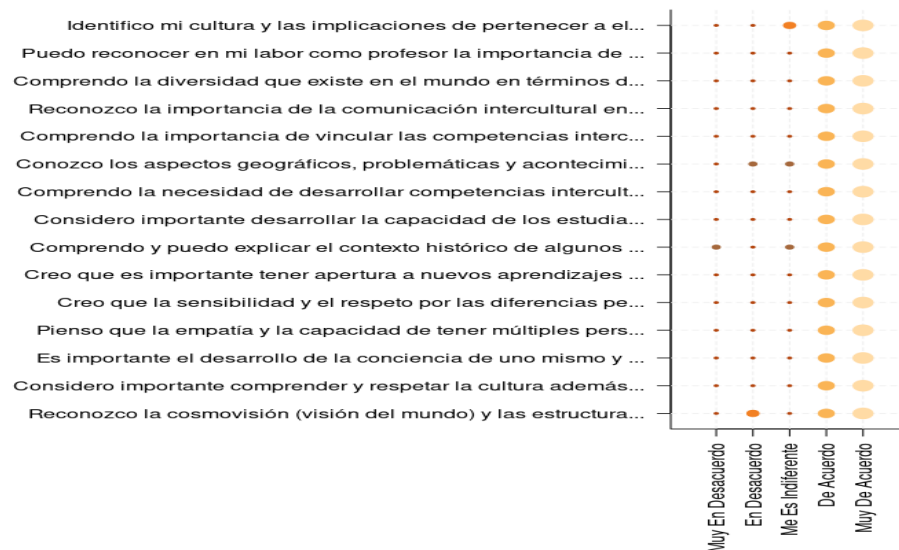 Identifico mi cultura y las implicaciones de pertenecer a el...
Puedo reconocer en mi labor como profesor la importancia de ...
Comprendo la diversidad que existe en el mundo en términos d...
Reconozco la importancia de la comunicación intercultural en...
Comprendo la importancia de vincular las competencias interc...
Conozco los aspectos geográficos, problemáticas y acontecimi...
Comprendo la necesidad de desarrollar competencias intercult...
Considero importante desarrollar la capacidad de los estudia...
Comprendo y puedo explicar el contexto histórico de algunos ...
Creo que es importante tener apertura a nuevos aprendizajes ...
Creo que la sensibilidad y el respeto por las diferencias pe...
Pienso que la empatía y la capacidad de tener múltiples pers...
Es importante el desarrollo de la conciencia de uno mismo y ...
Considero importante comprender y respetar la cultura además...
Reconozco la cosmovisión (visión del mundo) y las estructura...
Muy En Desacuerdo
En Desacuerdo
Me Es Indiferente
De Acuerdo
Muy De Acuerdo